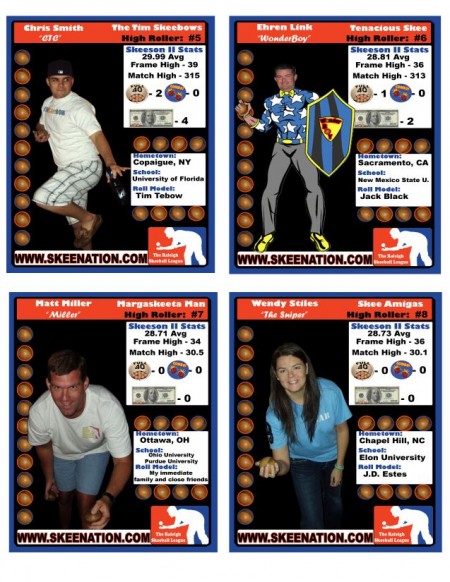 Chris Smith The Tim Skeebows
"CTC" High Roller: #5
Skeeson II Stats
29.99 Avg
Frame High - 39
Match High - 315
40 - 2 - 0
- 4
Hometown:
Copaigue, NY
School:
University of Florida
Roll Model:
Tim Tebow
WWW.SKEENATION.COM
The Raleigh
Skeeball League
Ehren Link Tenacious Skee
"WonderBoy" High Roller: #6
Skeeson II Stats
28.81 Avg
Frame High - 36
Match High - 313
40 - 1 - 0
- 2
Hometown:
Sacramento, CA
School:
New Mexico State U.
Roll Model:
Jack Black
WWW.SKEENATION.COM
The Raleigh
Skeeball League
Matt Miller Margaskeeta Man
"Miller" High Roller: #7
Skeeson II Stats
28.71 Avg
Frame High - 34
Match High - 30.5
40 - 0 - 0
- 0
Hometown:
Ottawa, OH
School:
Ohio University
Purdue University
Roll Model:
My immediate
family and close friends
WWW.SKEENATION.COM
The Raleigh
Skeeball League
Wendy Stiles Skee Amigas
"The Sniper" High Roller: #8
Skeeson II Stats
28.73 Avg
Frame High - 36
Match High - 30.1
40 - 0 - 0
- 0
Hometown:
Chapel Hill, NC
School:
Elon University
Roll Model:
J.D. Estes
WWW.SKEENATION.COM
The Raleigh
Skeeball League